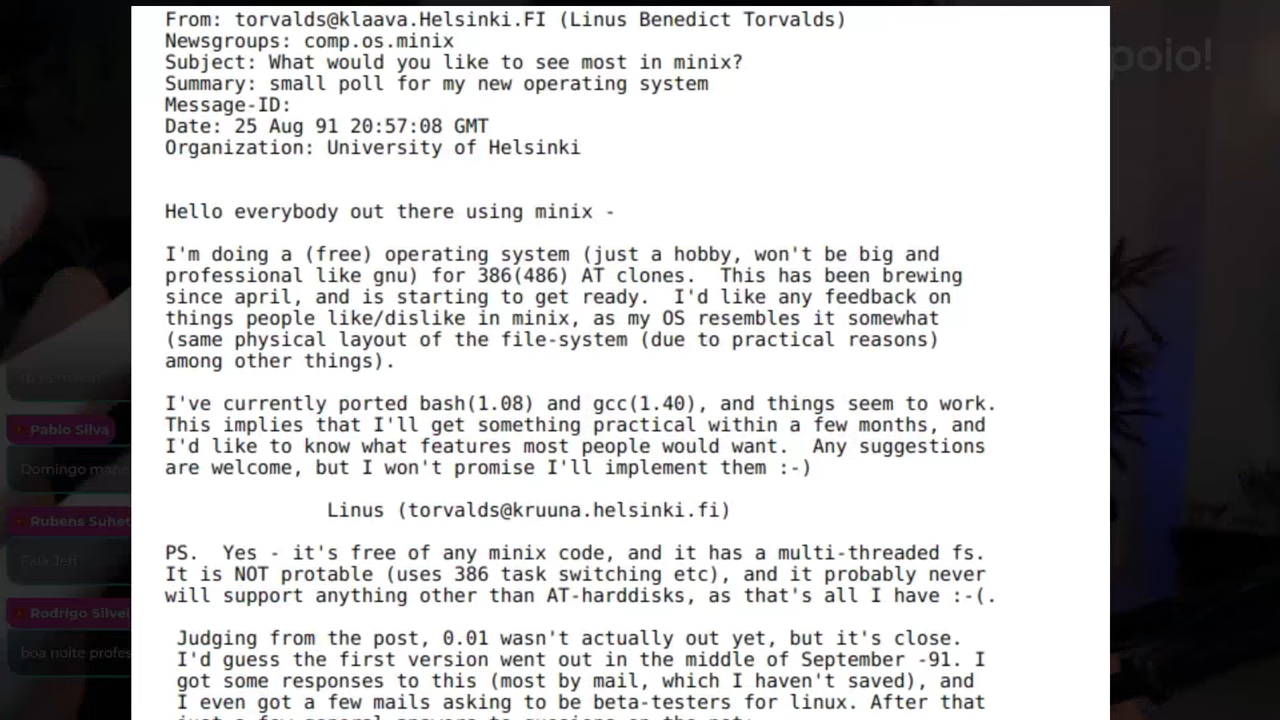 From: torvalds@klaava.Helsinki.FI (Linus Benedict Torvalds)
Newsgroups: comp.os.minix
Subject: What would you like to see most in minix?
Summary: small poll for my new operating system
Message-ID:
Date: 25 Aug 91 20:57:08 GMT
Organization: University of Helsinki
Hello everybody out there using minix -
I'm doing a (free) operating system (just a hobby, won't be big and
professional like gnu) for 386(486) AT clones.  This has been brewing
since april, and is starting to get ready.  I'd like any feedback on
things people like/dislike in minix, as my OS resembles it somewhat
(same physical layout of the file-system (due to practical reasons)
among other things).
I've currently ported bash(1.08) and gcc(1.40), and things seem to work.
This implies that I'll get something practical within a few months, and
I'd like to know what features most people would want.  Any suggestions
are welcome, but I won't promise I'll implement them :-)
Linus (torvalds@kruuna.helsinki.fi)
PS.  Yes - it's free of any minix code, and it has a multi-threaded fs.
It is NOT protable (uses 386 task switching etc), and it probably never
will support anything other than AT-harddisks, as that's all I have :-(.
Judging from the post, 0.01 wasn't actually out yet, but it's close.
I'd guess the first version went out in the middle of September -91. I
got some responses to this (most by mail, which I haven't saved), and
I even got a few mails asking to be beta-testers for linux. After that
just a few general answers to quesions on the net:
poio!
Pablo Silva
Domingo
Rubens
Fala Jeff
Rodrigo
boa noite